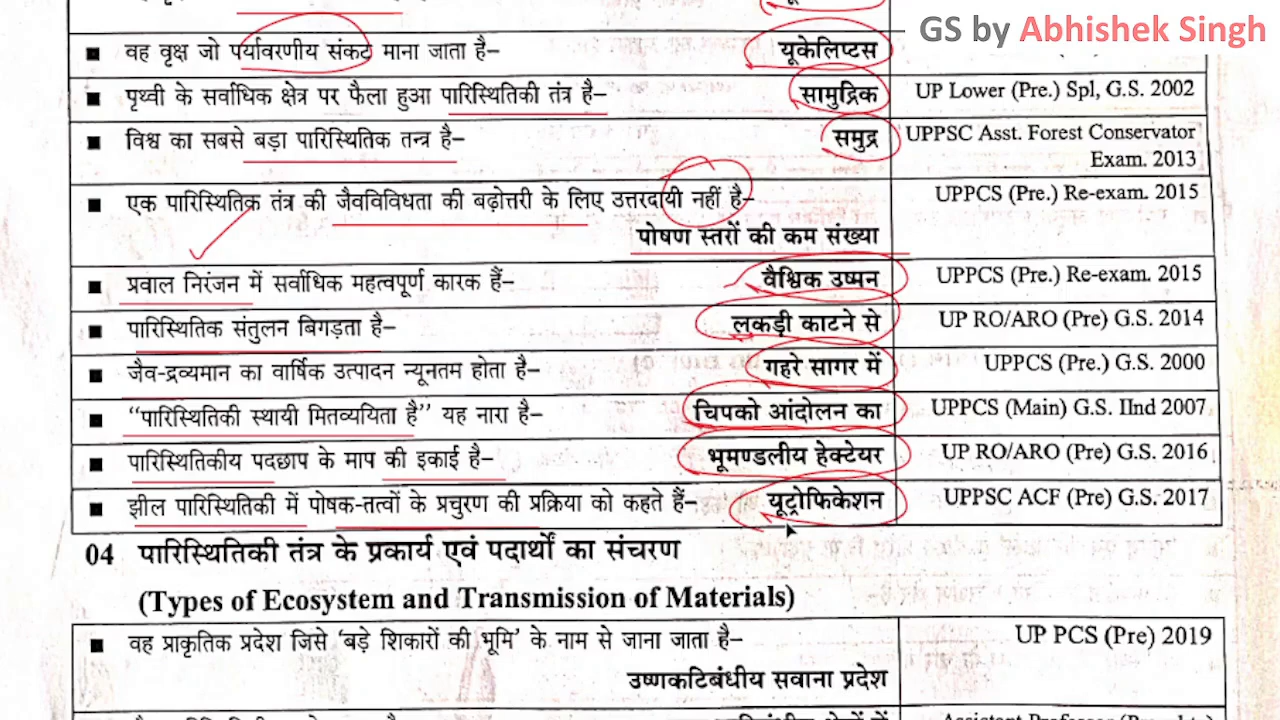 GS by Abhishek Singh
■ वह वृक्ष जो पर्यावरणीय संकट माना जाता है– यूकेलिप्टस
■ पृथ्वी के सर्वाधिक क्षेत्र पर फैला हुआ पारिस्थितिकी तंत्र है– सामुद्रिक UP Lower (Pre.) Spl, G.S. 2002
■ विश्व का सबसे बड़ा पारिस्थितिक तन्त्र है– समुद्र UPPSC Asst. Forest Conservator
Exam. 2013
■ एक पारिस्थितिक तंत्र की जैवविविधता की बढ़ोत्तरी के लिए उत्तरदायी नहीं है– UPPCS (Pre.) Re-exam. 2015
पोषण स्तरों की कम संख्या
■ प्रवाल निरंजन में सर्वाधिक महत्वपूर्ण कारक हैं– वैश्विक उष्मन UPPCS (Pre.) Re-exam. 2015
■ पारिस्थितिक संतुलन बिगड़ता है– लकड़ी काटने से UP RO/ARO (Pre) G.S. 2014
■ जैव-द्रव्यमान का वार्षिक उत्पादन न्यूनतम होता है– गहरे सागर में UPPCS (Pre.) G.S. 2000
■ “पारिस्थितिकी स्थायी मितव्ययिता है” यह नारा है– चिपको आंदोलन का UPPCS (Main) G.S. IInd 2007
■ पारिस्थितिकीय पदछाप के माप की इकाई है– भूमण्डलीय हेक्टेयर UP RO/ARO (Pre) G.S. 2016
■ झील पारिस्थितिकी में पोषक-तत्वों के प्रचुरण की प्रक्रिया को कहते हैं– यूट्रोफिकेशन UPPSC ACF (Pre) G.S. 2017
04 पारिस्थितिकी तंत्र के प्रकार्य एवं पदार्थों का संचरण
(Types of Ecosystem and Transmission of Materials)
■ वह प्राकृतिक प्रदेश जिसे ‘बड़े शिकारों की भूमि’ के नाम से जाना जाता है– UP PCS (Pre) 2019
उष्णकटिबंधीय सवाना प्रदेश